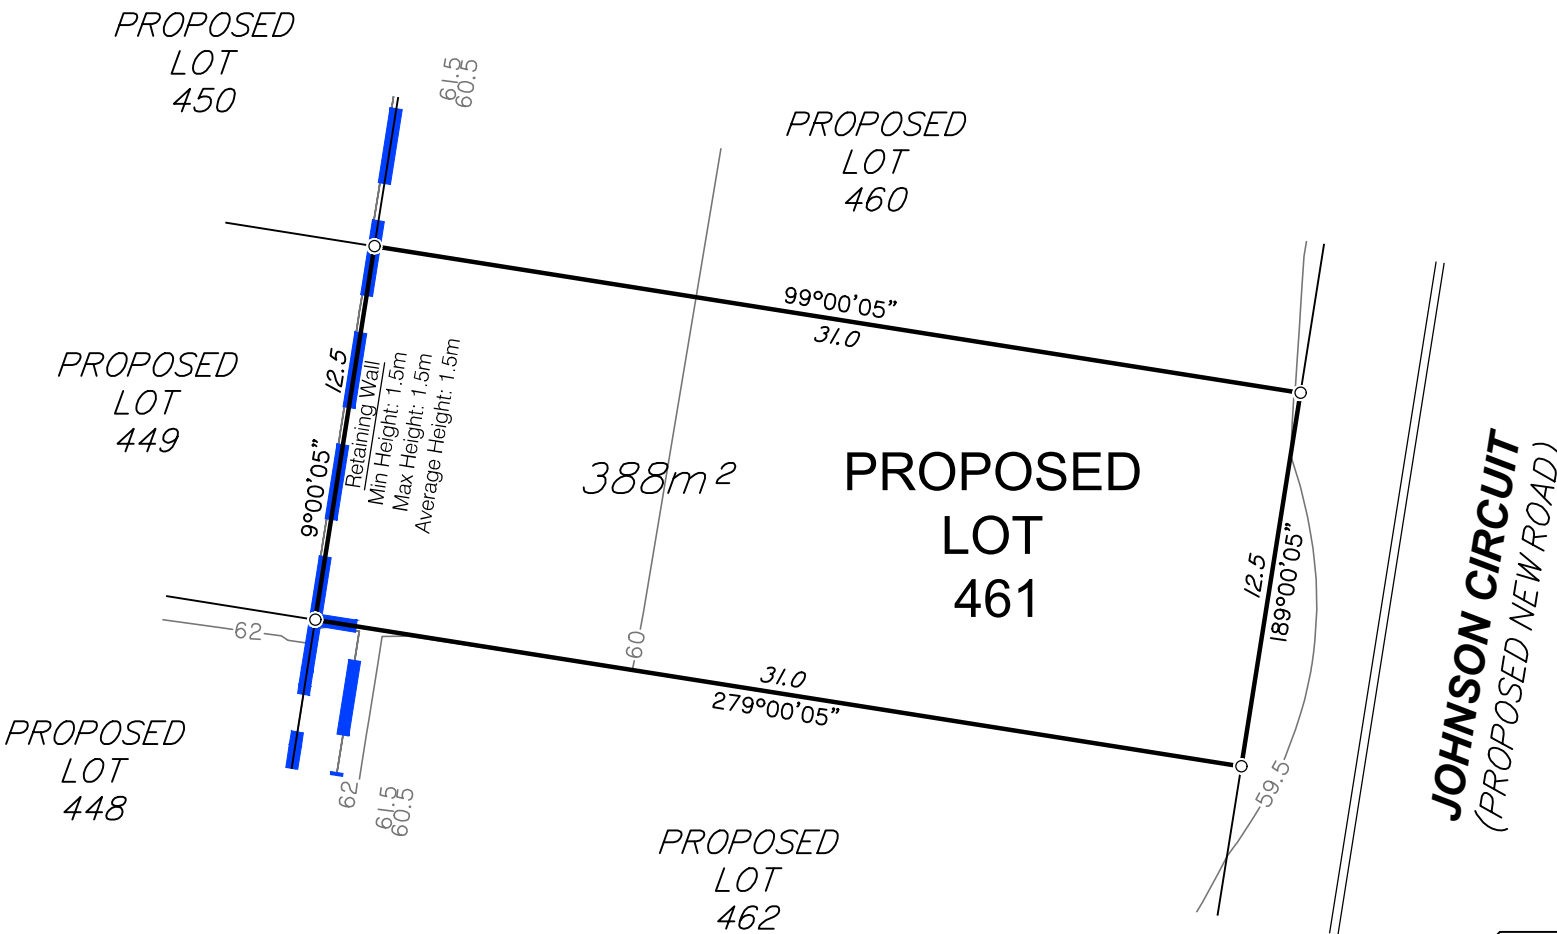 PROPOSED
LOT
450
61.5
60.5
PROPOSED
LOT
460
99°00'05"
31.0
PROPOSED
LOT
449
12.5
9°00'05"
Retaining Wall
Min Height: 1.5m
Max Height: 1.5m
Average Height: 1.5m
388m²
PROPOSED
LOT
461
12.5
189°00'05"
JOHNSON CIRCUIT
(PROPOSED NEW ROAD)
62
60
31.0
279°00'05"
59.5
PROPOSED
LOT
448
62
61.5
60.5
PROPOSED
LOT
462